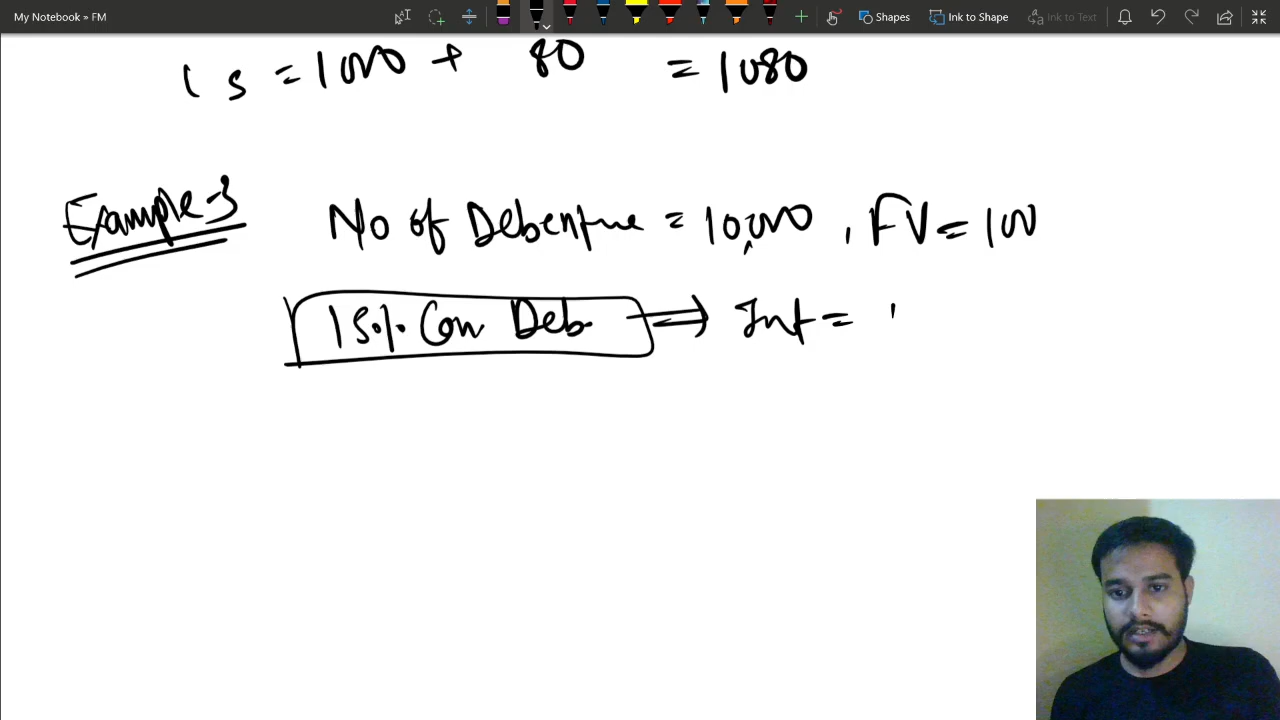 My Notebook » FM
Shapes
Ink to Shape
Ink to Text
= 1000 + 80 = 1080
Example-3
No of Debenture = 10,000, FV = 100
15% Con Deb ⇒ Int =